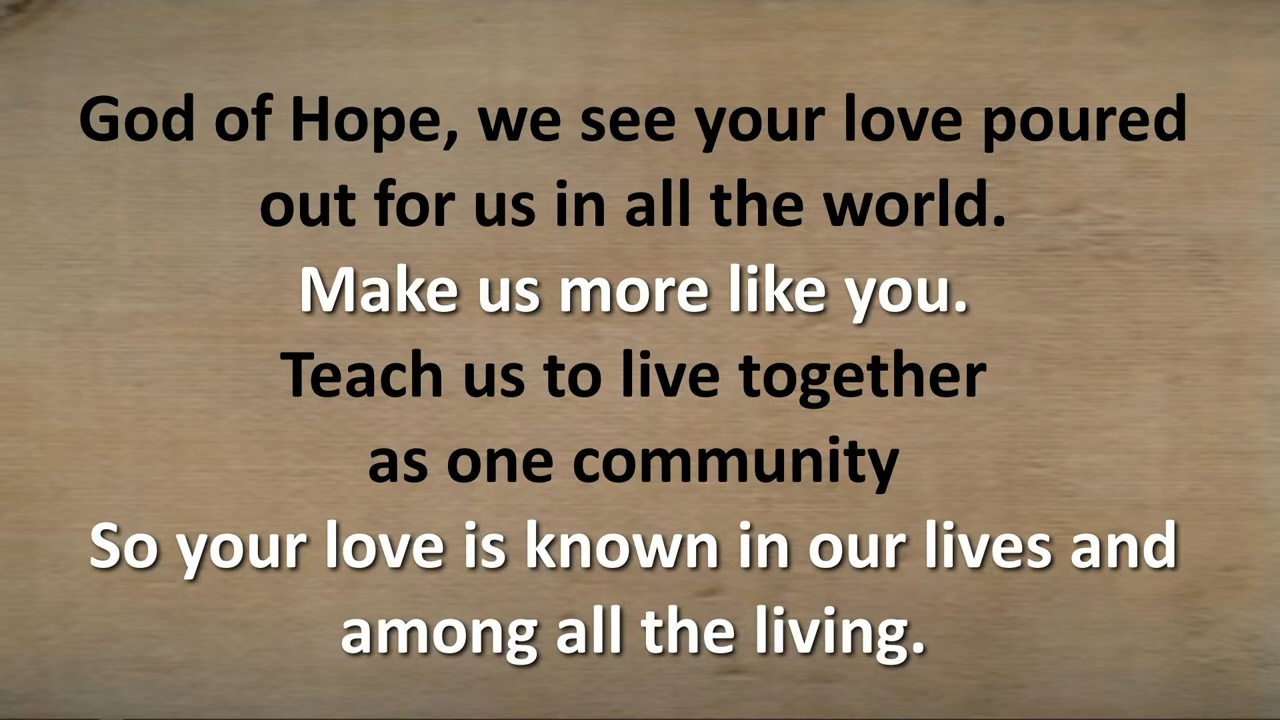 God of Hope, we see your love poured
out for us in all the world.
Make us more like you.
Teach us to live together
as one community
So your love is known in our lives and
among all the living.